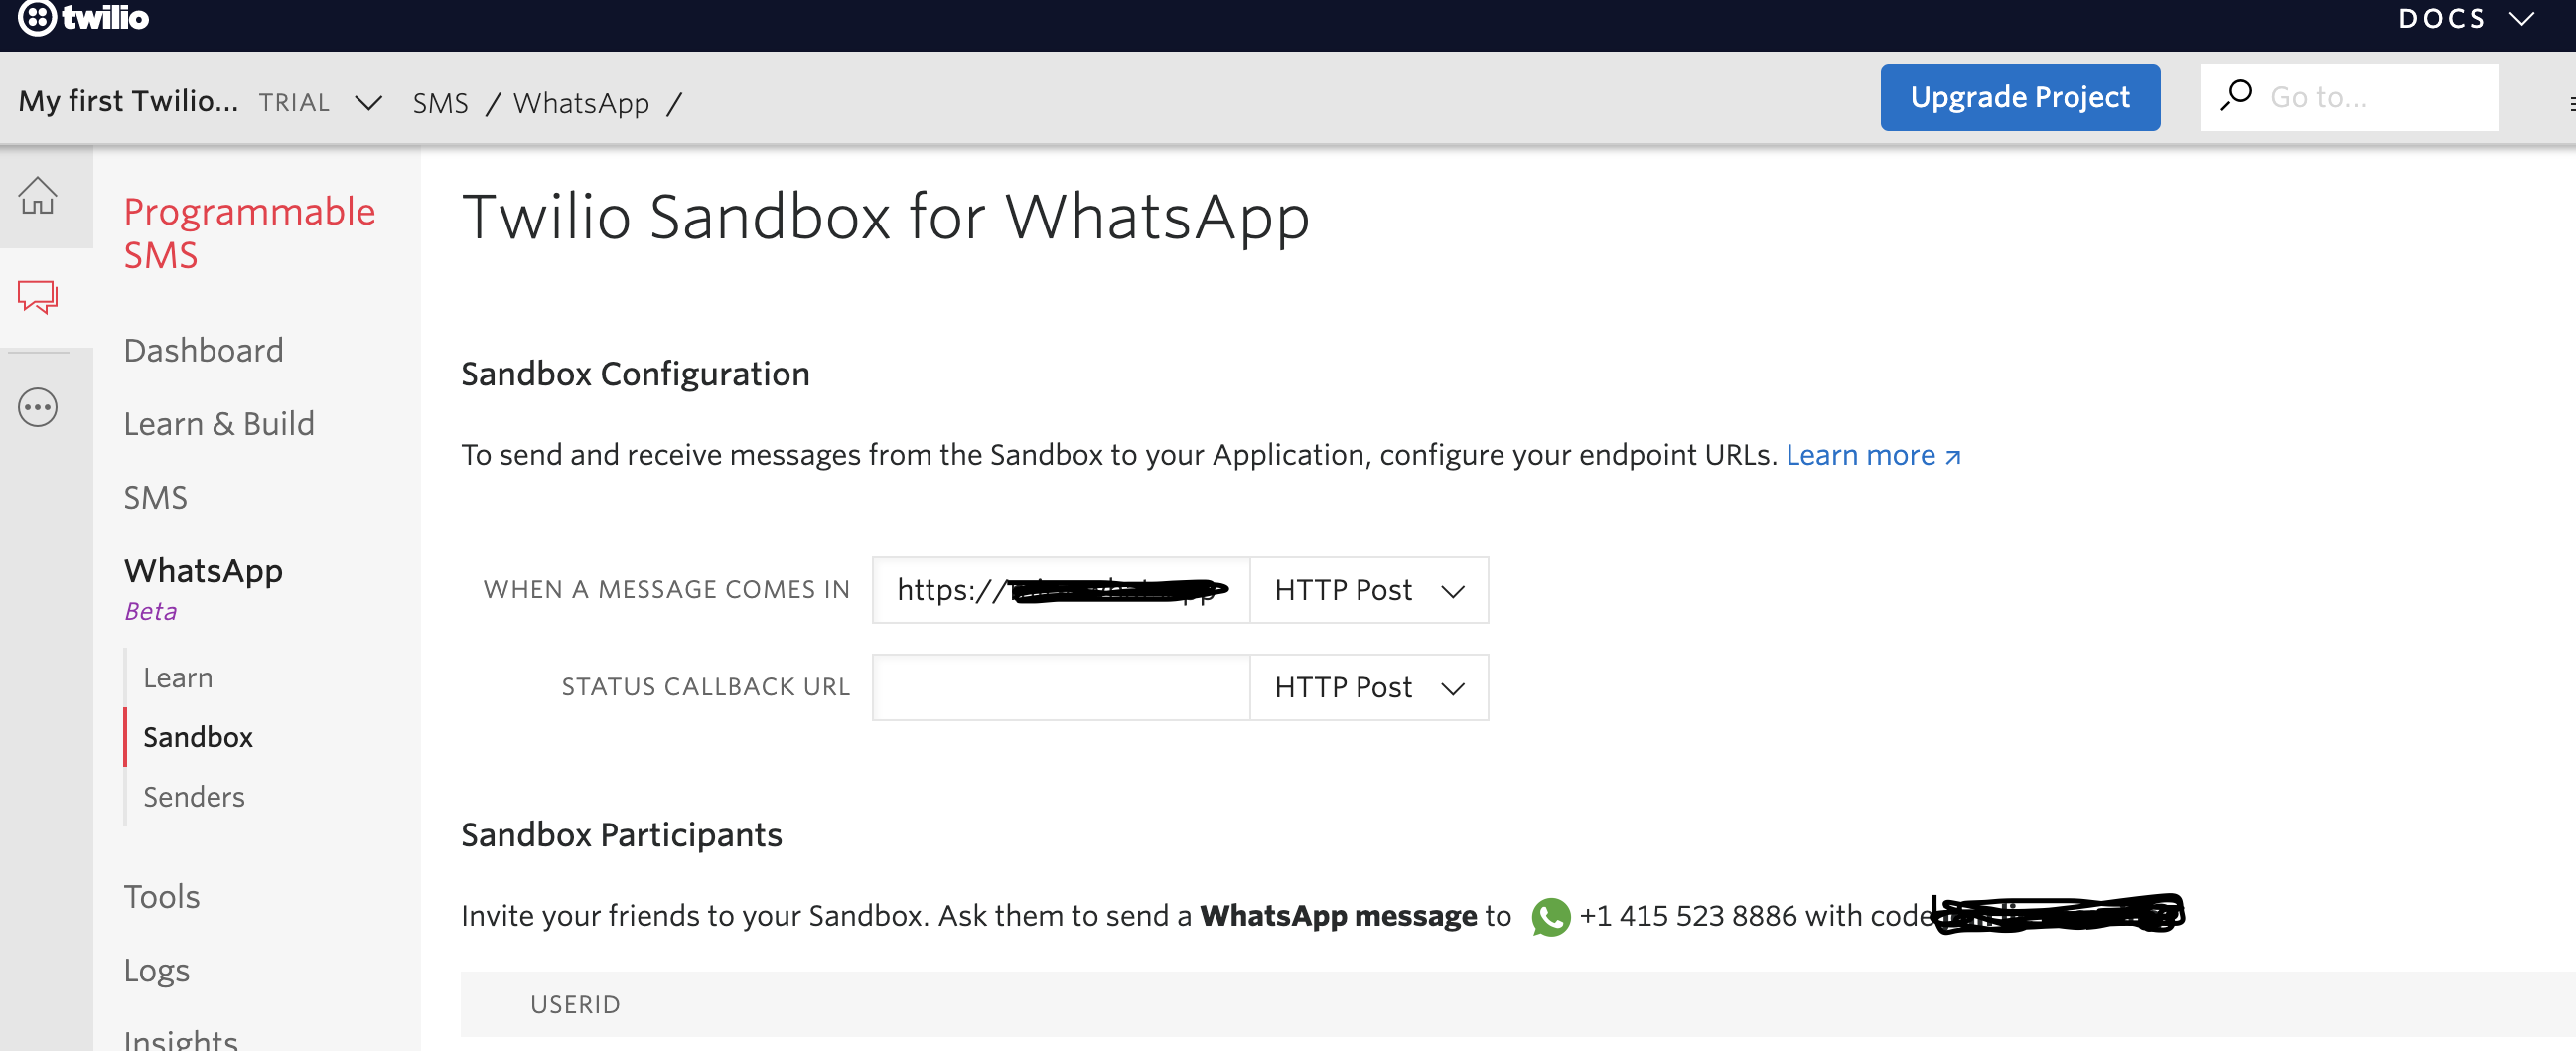 twilio
DOCS
My first Twilio... TRIAL SMS / WhatsApp /
Upgrade Project
Go to...
Programmable
SMS
Dashboard
Learn & Build
SMS
WhatsApp
Beta
Learn
Sandbox
Senders
Tools
Logs
Insights
Twilio Sandbox for WhatsApp
Sandbox Configuration
To send and receive messages from the Sandbox to your Application, configure your endpoint URLs. Learn more
WHEN A MESSAGE COMES IN https:// HTTP Post
STATUS CALLBACK URL HTTP Post
Sandbox Participants
Invite your friends to your Sandbox. Ask them to send a WhatsApp message to +1 415 523 8886 with code
USERID